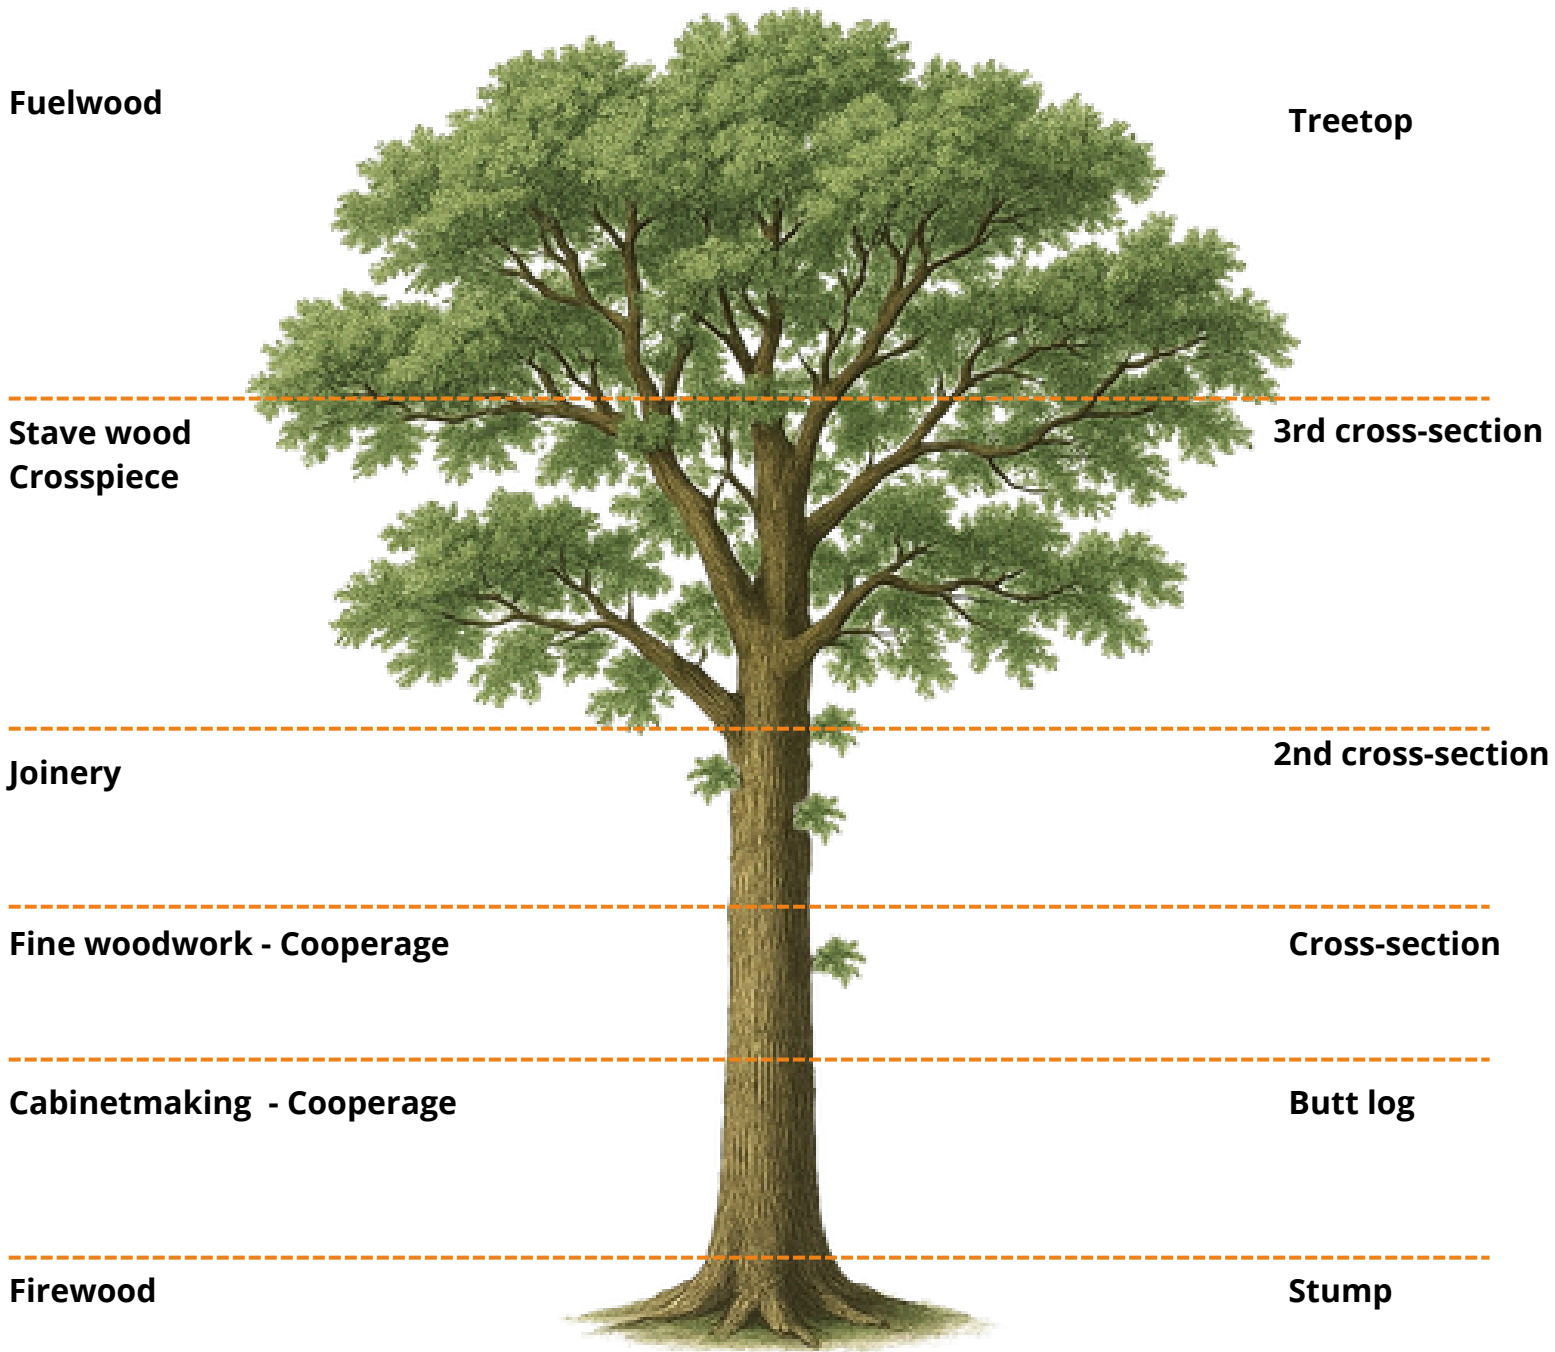 Fuelwood
Treetop
Stave wood
Crosspiece
3rd cross-section
Joinery
2nd cross-section
Fine woodwork - Cooperage
Cross-section
Cabinetmaking  - Cooperage
Butt log
Firewood
Stump